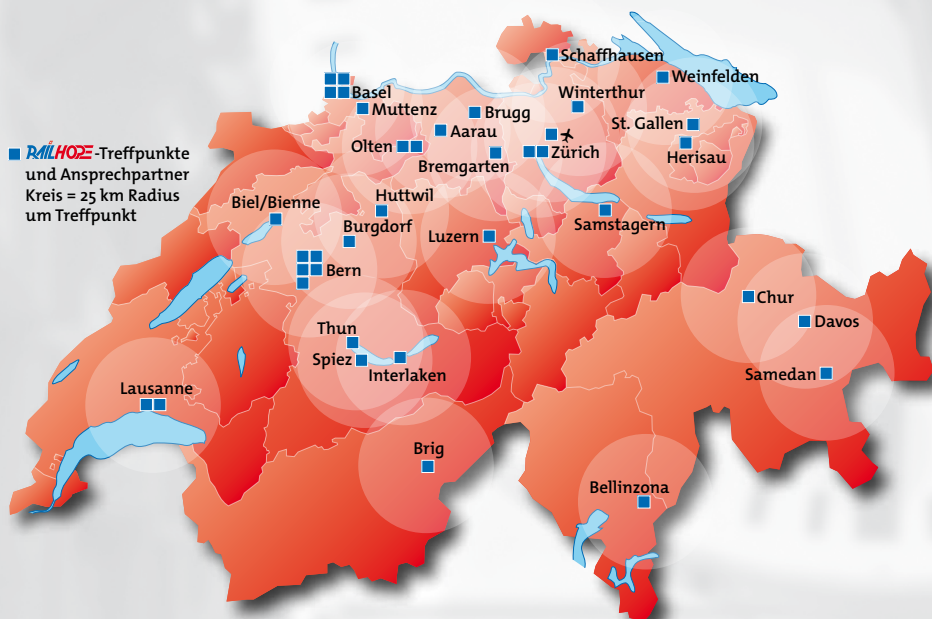 Schaffhausen
Weinfelden
Basel
Winterthur
Muttenz
Brugg
St. Gallen
Aarau
Olten
Zürich
Bremgarten
Herisau
RAILHOPE-Treffpunkte
und Ansprechpartner
Kreis = 25 km Radius
um Treffpunkt
Biel/Bienne
Huttwil
Burgdorf
Luzern
Samstagern
Bern
Chur
Davos
Thun
Spiez
Interlaken
Samedan
Lausanne
Brig
Bellinzona